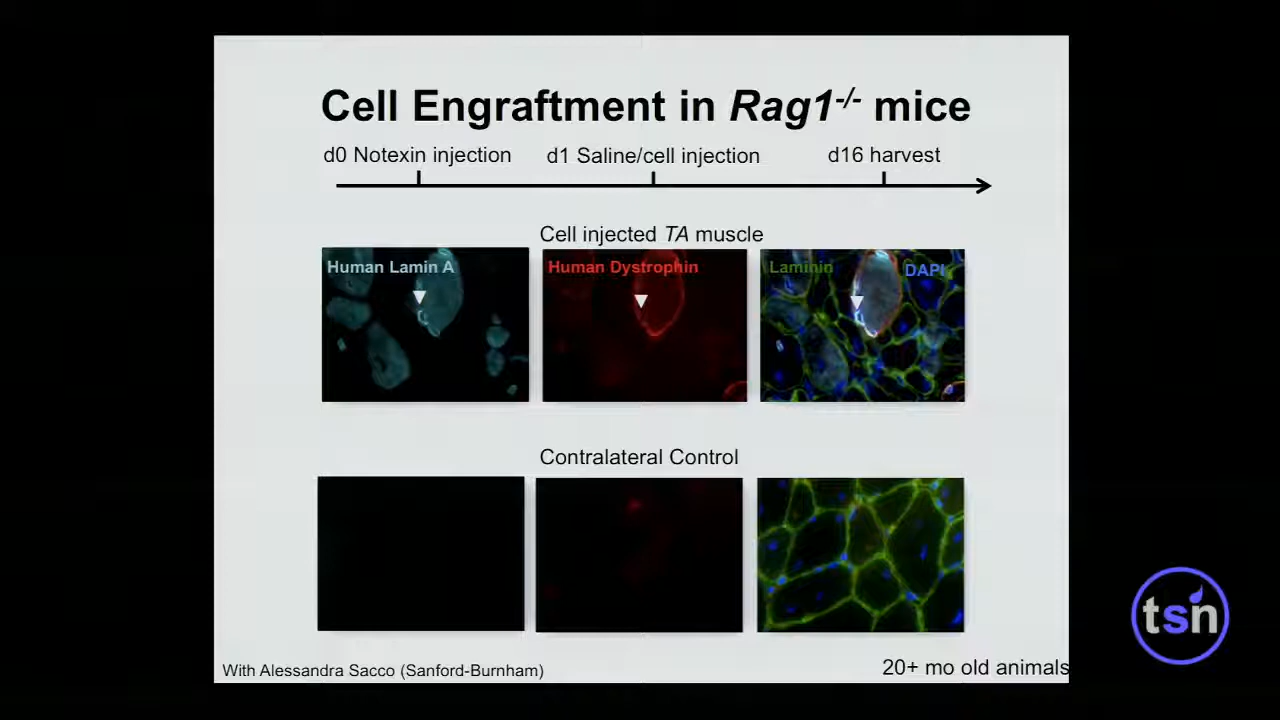 Cell Engraftment in Rag1-/- mice
d0 Notexin injection
d1 Saline/cell injection
d16 harvest
Cell injected TA muscle
Human Lamin A
Human Dystrophin
Laminin
DAPI
Contralateral Control
With Alessandra Sacco (Sanford-Burnham)
20+ mo old animals
tsn